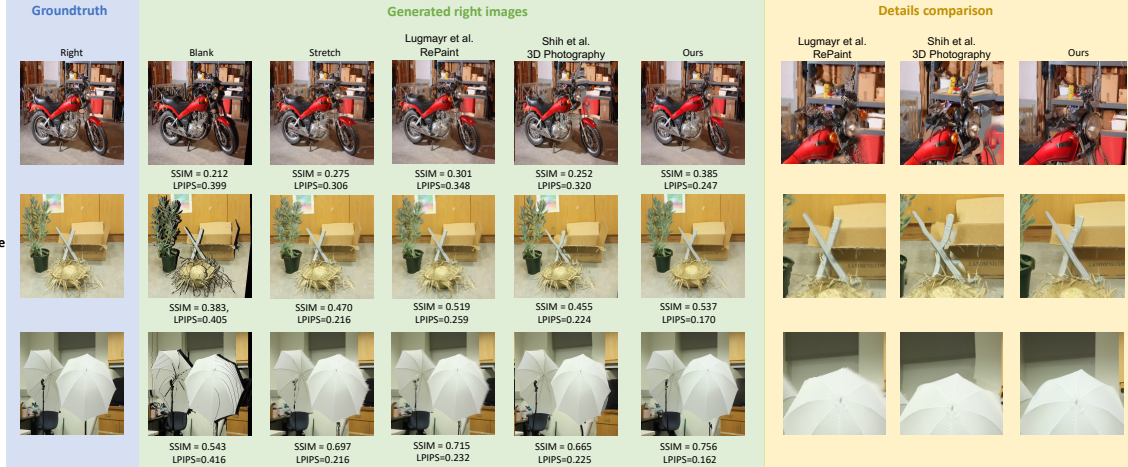 Groundtruth
Generated right images
Details comparison
Right
Blank
Stretch
Lugmayr et al.
RePaint
Shih et al.
3D Photography
Ours
Lugmayr et al.
RePaint
Shih et al.
3D Photography
Ours
SSIM = 0.212
LPIPS=0.399
SSIM = 0.275
LPIPS=0.306
SSIM = 0.301
LPIPS=0.348
SSIM = 0.252
LPIPS=0.320
SSIM = 0.385
LPIPS=0.247
e
SSIM = 0.383,
LPIPS=0.405
SSIM = 0.470
LPIPS=0.216
SSIM = 0.519
LPIPS=0.259
SSIM = 0.455
LPIPS=0.224
SSIM = 0.537
LPIPS=0.170
SSIM = 0.543
LPIPS=0.416
SSIM = 0.697
LPIPS=0.216
SSIM = 0.715
LPIPS=0.232
SSIM = 0.665
LPIPS=0.225
SSIM = 0.756
LPIPS=0.162